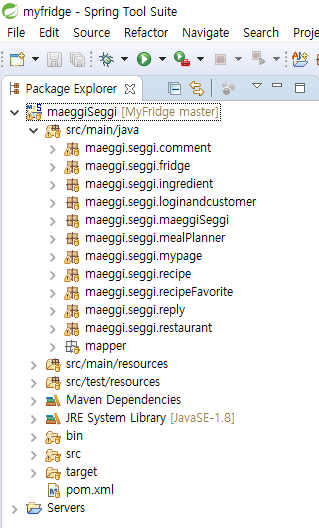 myfridge - Spring Tool Suite
File Edit Source Refactor Navigate Search Proje
Package Explorer
maeggiSeggi [MyFridge master]
src/main/java
maeggi.seggi.comment
maeggi.seggi.fridge
maeggi.seggi.ingredient
maeggi.seggi.loginandcustomer
maeggi.seggi.maeggiSeggi
maeggi.seggi.mealPlanner
maeggi.seggi.mypage
maeggi.seggi.recipe
maeggi.seggi.recipeFavorite
maeggi.seggi.reply
maeggi.seggi.restaurant
mapper
src/main/resources
src/test/resources
Maven Dependencies
JRE System Library [JavaSE-1.8]
bin
src
target
pom.xml
Servers